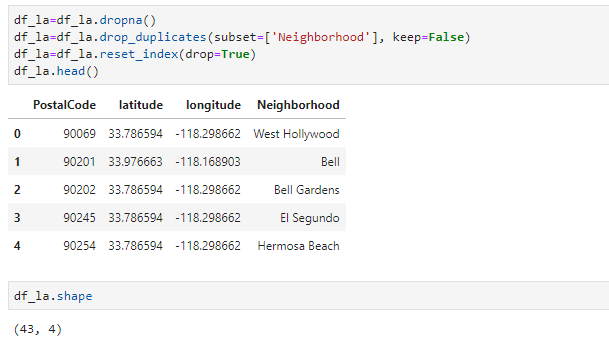 df_la=df_la.dropna()
df_la=df_la.drop_duplicates(subset=['Neighborhood'], keep=False)
df_la=df_la.reset_index(drop=True)
df_la.head()
PostalCode latitude longitude Neighborhood
0 90069 33.786594 -118.298662 West Hollywood
1 90201 33.976663 -118.168903 Bell
2 90202 33.786594 -118.298662 Bell Gardens
3 90245 33.786594 -118.298662 El Segundo
4 90254 33.786594 -118.298662 Hermosa Beach
df_la.shape
(43, 4)